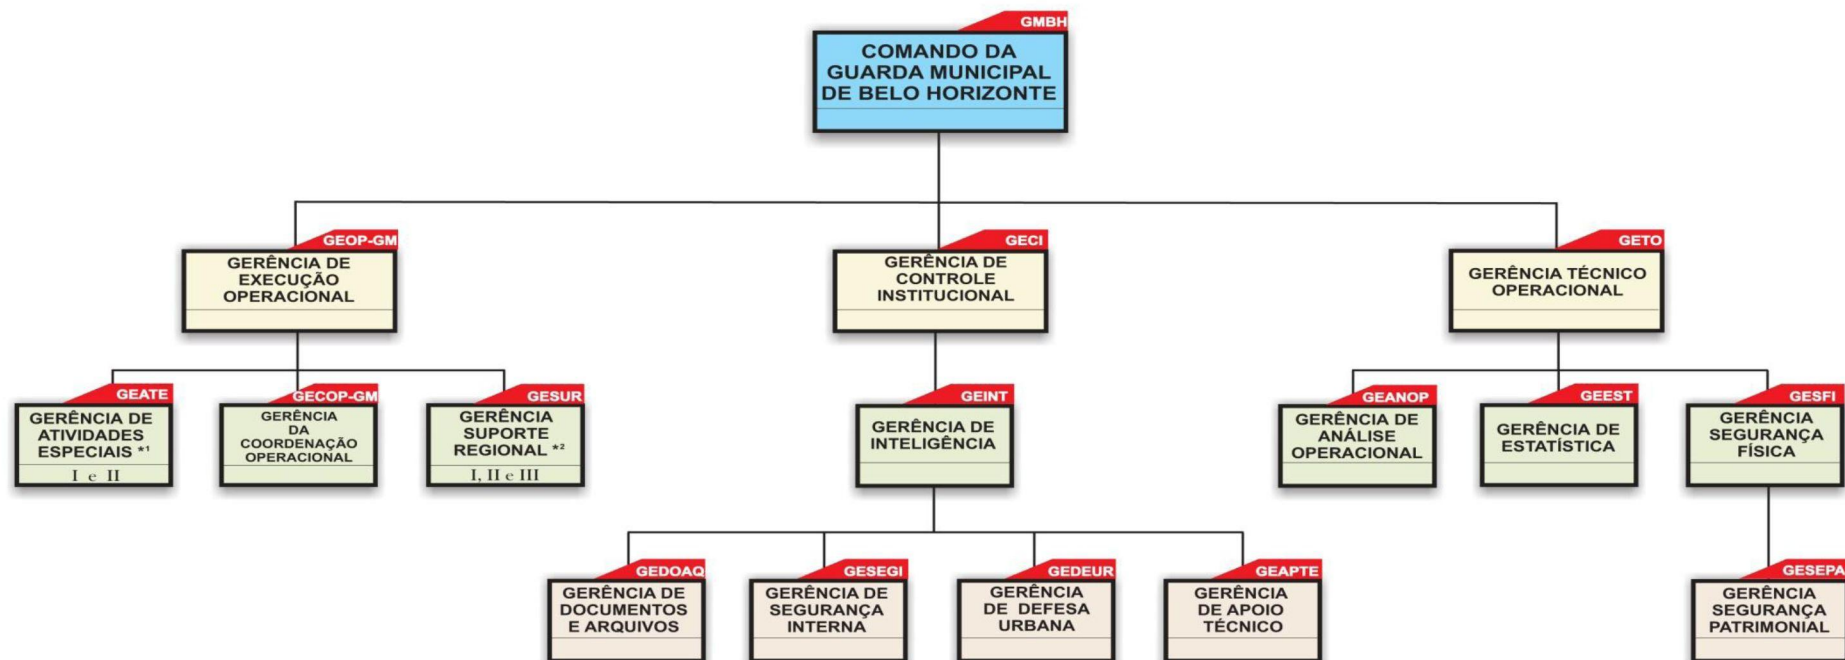 GMBH
COMANDO DA
GUARDA MUNICIPAL
DE BELO HORIZONTE
GEOP-GM
GERÊNCIA DE
EXECUÇÃO
OPERACIONAL
GECI
GERÊNCIA DE
CONTROLE
INSTITUCIONAL
GETO
GERÊNCIA TÉCNICO
OPERACIONAL
GEATE
GERÊNCIA DE
ATIVIDADES
ESPECIAIS *¹
I e II
GECOP-GM
GERÊNCIA
DA
COORDENAÇÃO
OPERACIONAL
GESUR
GERÊNCIA
SUPORTE
REGIONAL *²
I, II e III
GEINT
GERÊNCIA DE
INTELIGÊNCIA
GEANOP
GERÊNCIA DE
ANÁLISE
OPERACIONAL
GEEST
GERÊNCIA DE
ESTATÍSTICA
GESFI
GERÊNCIA
SEGURANÇA
FÍSICA
GEDOAQ
GERÊNCIA DE
DOCUMENTOS
E ARQUIVOS
GESEGI
GERÊNCIA DE
SEGURANÇA
INTERNA
GEDEUR
GERÊNCIA
DE DEFESA
URBANA
GEAPTE
GERÊNCIA
DE APOIO
TÉCNICO
GESEPA
GERÊNCIA
SEGURANÇA
PATRIMONIAL